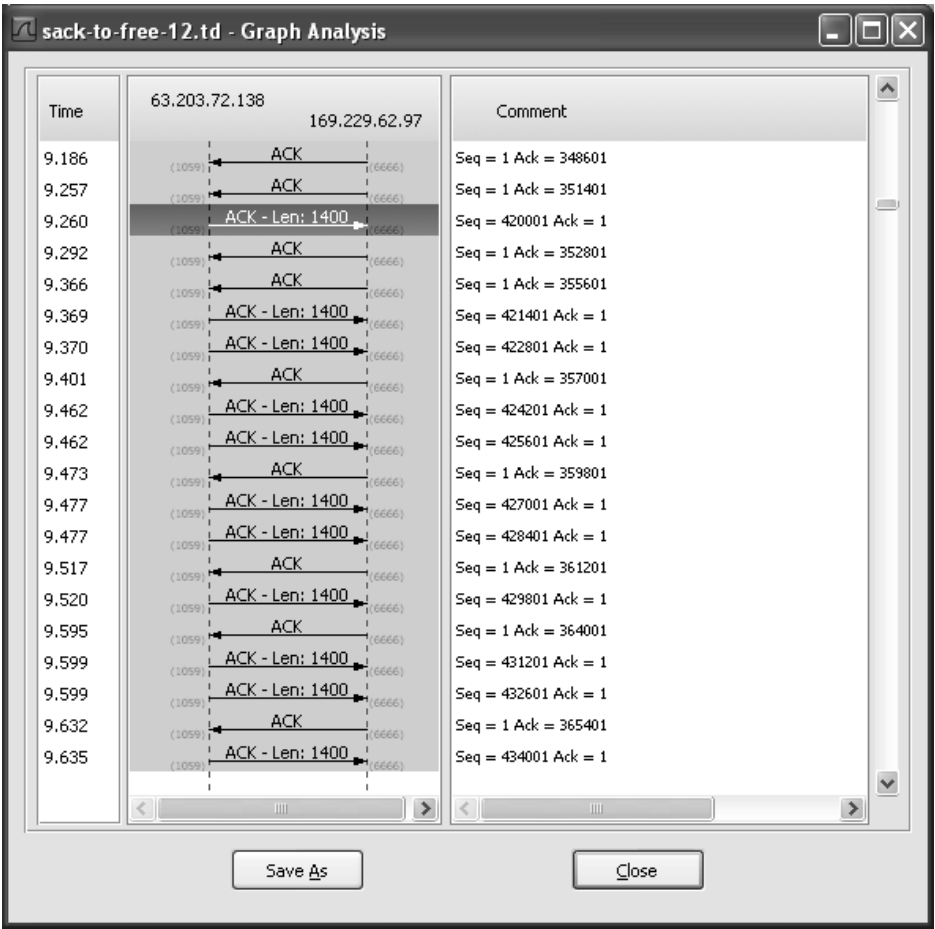 sack-to-free-12.td - Graph Analysis
Time 63.203.72.138 169.229.62.97 Comment
9.186 (1059) ACK (6666) Seq = 1 Ack = 348601
9.257 (1059) ACK (6666) Seq = 1 Ack = 351401
9.260 (1059) ACK - Len: 1400 (6666) Seq = 420001 Ack = 1
9.292 (1059) ACK (6666) Seq = 1 Ack = 352801
9.366 (1059) ACK (6666) Seq = 1 Ack = 355601
9.369 (1059) ACK - Len: 1400 (6666) Seq = 421401 Ack = 1
9.370 (1059) ACK - Len: 1400 (6666) Seq = 422801 Ack = 1
9.401 (1059) ACK (6666) Seq = 1 Ack = 357001
9.462 (1059) ACK - Len: 1400 (6666) Seq = 424201 Ack = 1
9.462 (1059) ACK - Len: 1400 (6666) Seq = 425601 Ack = 1
9.473 (1059) ACK (6666) Seq = 1 Ack = 359801
9.477 (1059) ACK - Len: 1400 (6666) Seq = 427001 Ack = 1
9.477 (1059) ACK - Len: 1400 (6666) Seq = 428401 Ack = 1
9.517 (1059) ACK (6666) Seq = 1 Ack = 361201
9.520 (1059) ACK - Len: 1400 (6666) Seq = 429801 Ack = 1
9.595 (1059) ACK (6666) Seq = 1 Ack = 364001
9.599 (1059) ACK - Len: 1400 (6666) Seq = 431201 Ack = 1
9.599 (1059) ACK - Len: 1400 (6666) Seq = 432601 Ack = 1
9.632 (1059) ACK (6666) Seq = 1 Ack = 365401
9.635 (1059) ACK - Len: 1400 (6666) Seq = 434001 Ack = 1
Save As Close